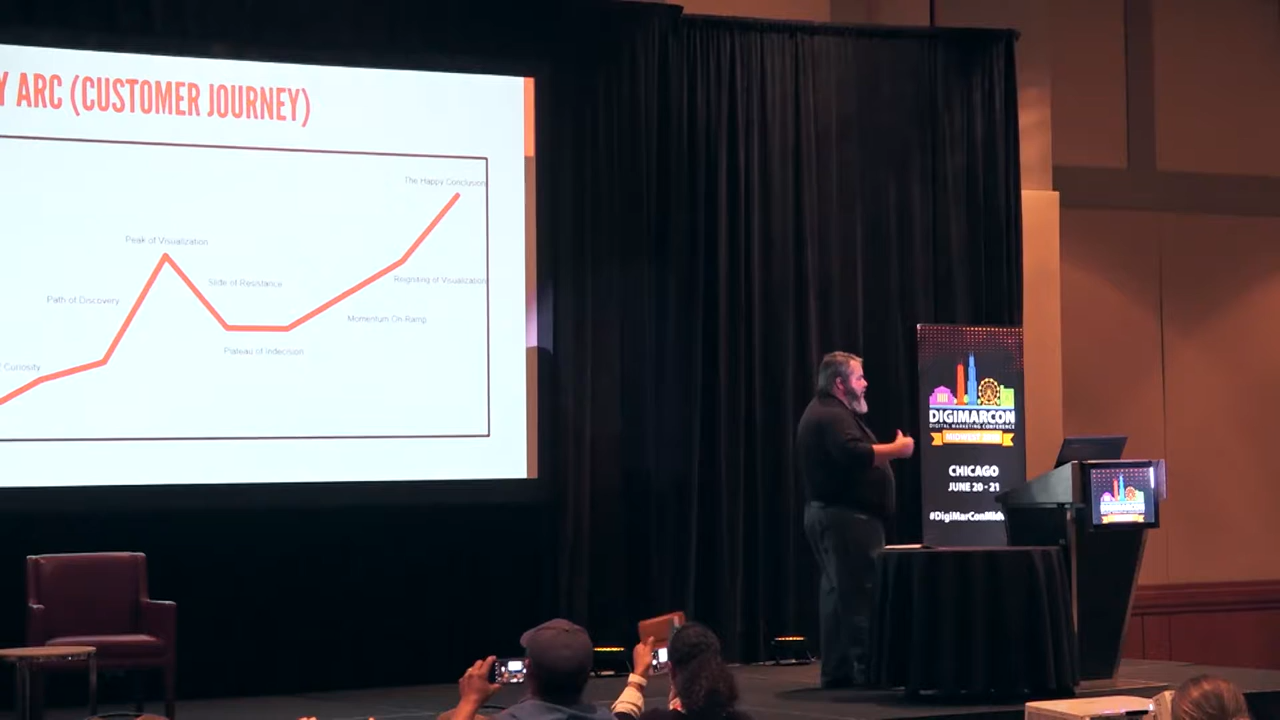 Y ARC (CUSTOMER JOURNEY)
The Happy Conclusion
Peak of Visualization
Slide of Resistance
Reigniting of Visualization
Path of Discovery
Momentum On-Ramp
Plateau of Indecision
Curiosity
DIGIMARCON
DIGITAL MARKETING CONFERENCE
MIDWEST
CHICAGO
JUNE 20 - 21
#DigiMarConMidw